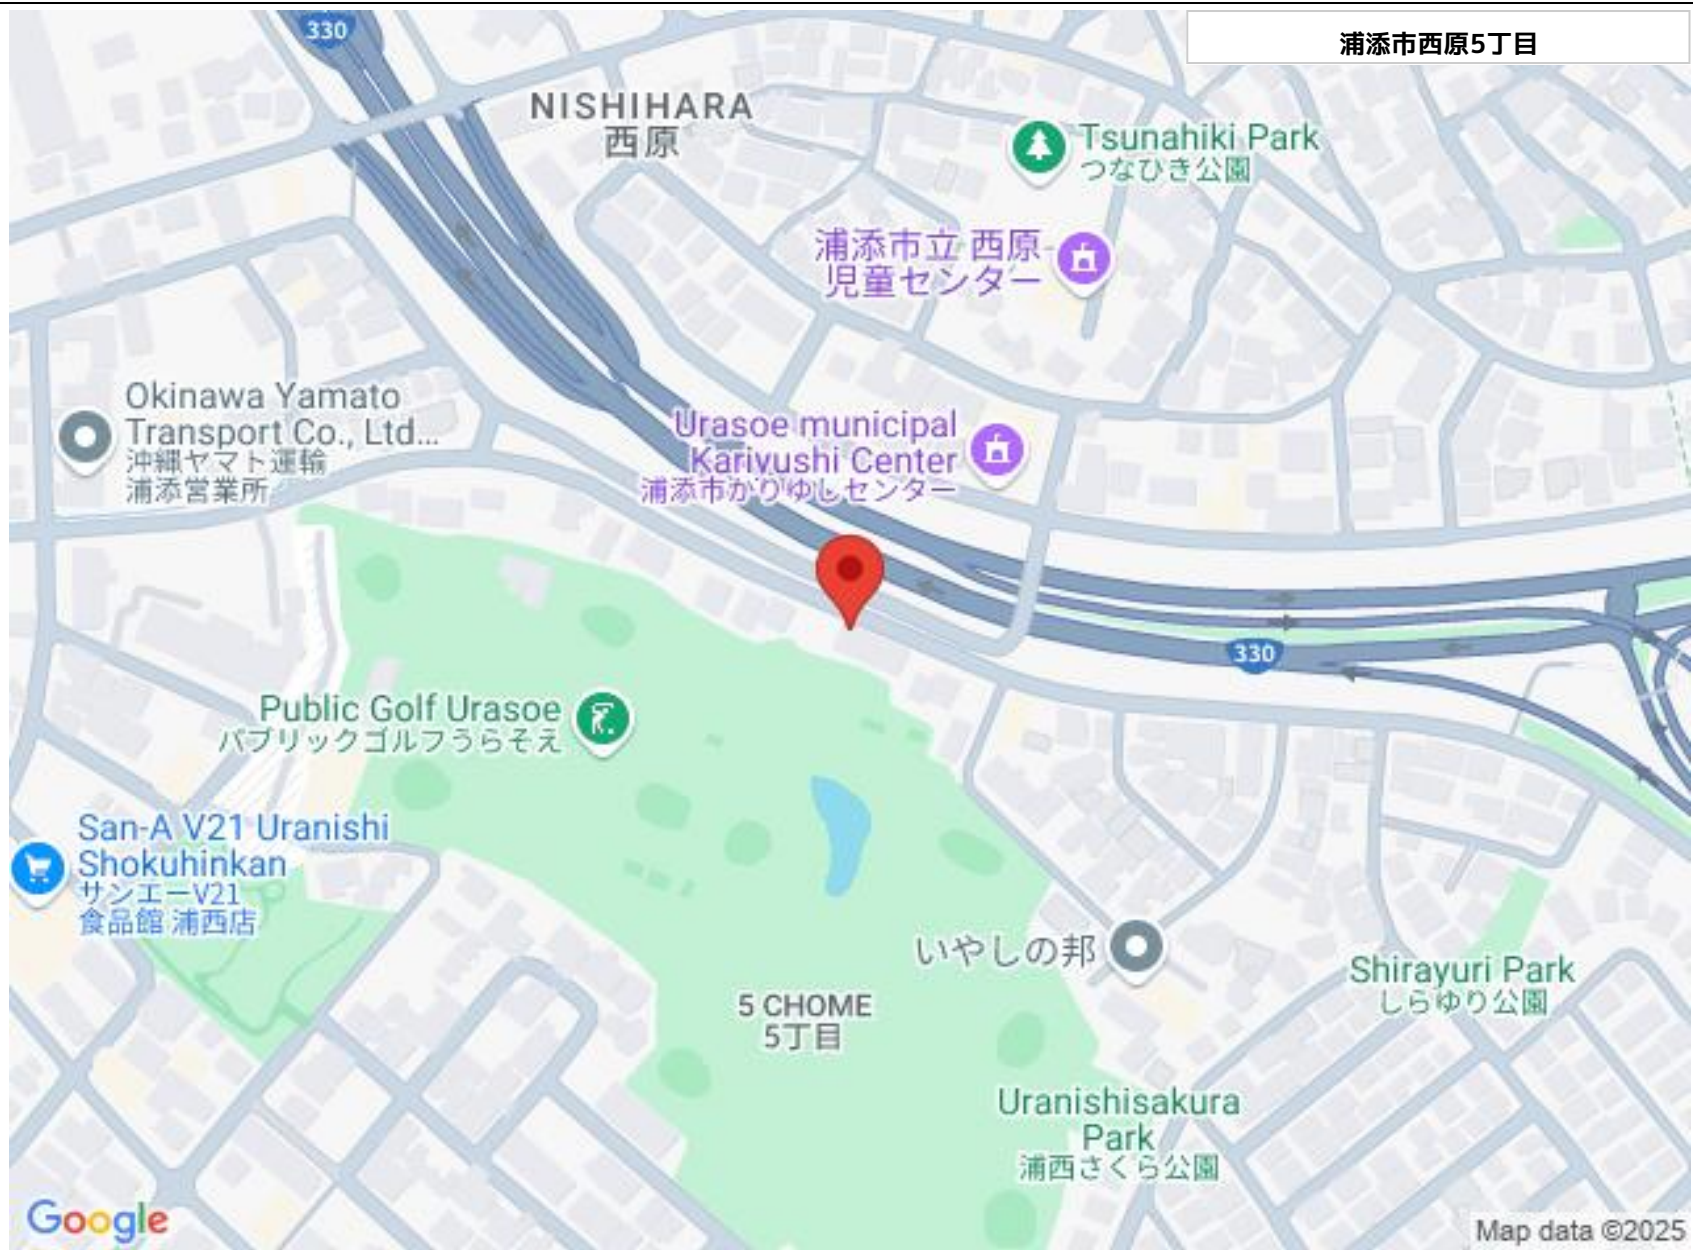 330
浦添市西原5丁目
NISHIHARA
西原
Tsunahiki Park
つなひき公園
浦添市立 西原
児童センター
Okinawa Yamato
Transport Co., Ltd...
沖縄ヤマト運輸
浦添営業所
Urasoe municipal
Kariyushi Center
浦添市かりゆしセンター
330
Public Golf Urasoe
パブリックゴルフうらそえ
San-A V21 Uranishi
Shokuhinkan
サンエーV21
食品館 浦西店
いやしの邦
Shirayuri Park
しらゆり公園
5 CHOME
5丁目
Uranishisakura
Park
浦西さくら公園
Google
Map data ©2025